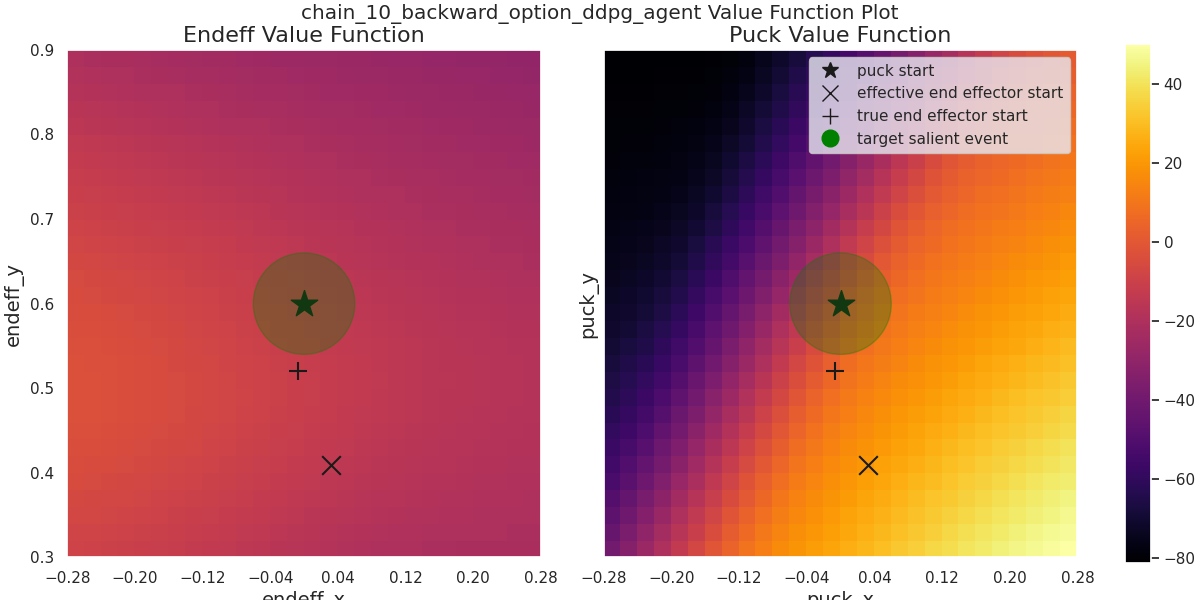 chain_10_backward_option_ddpg_agent Value Function Plot
Endeff Value Function
Puck Value Function
0.9
0.8
0.7
0.6
0.5
0.4
0.3
endeff_y
−0.28 −0.20 −0.12 −0.04 0.04 0.12 0.20 0.28
endeff_x
puck_y
puck start
effective end effector start
true end effector start
target salient event
−0.28 −0.20 −0.12 −0.04 0.04 0.12 0.20 0.28
puck_x
40
20
0
−20
−40
−60
−80